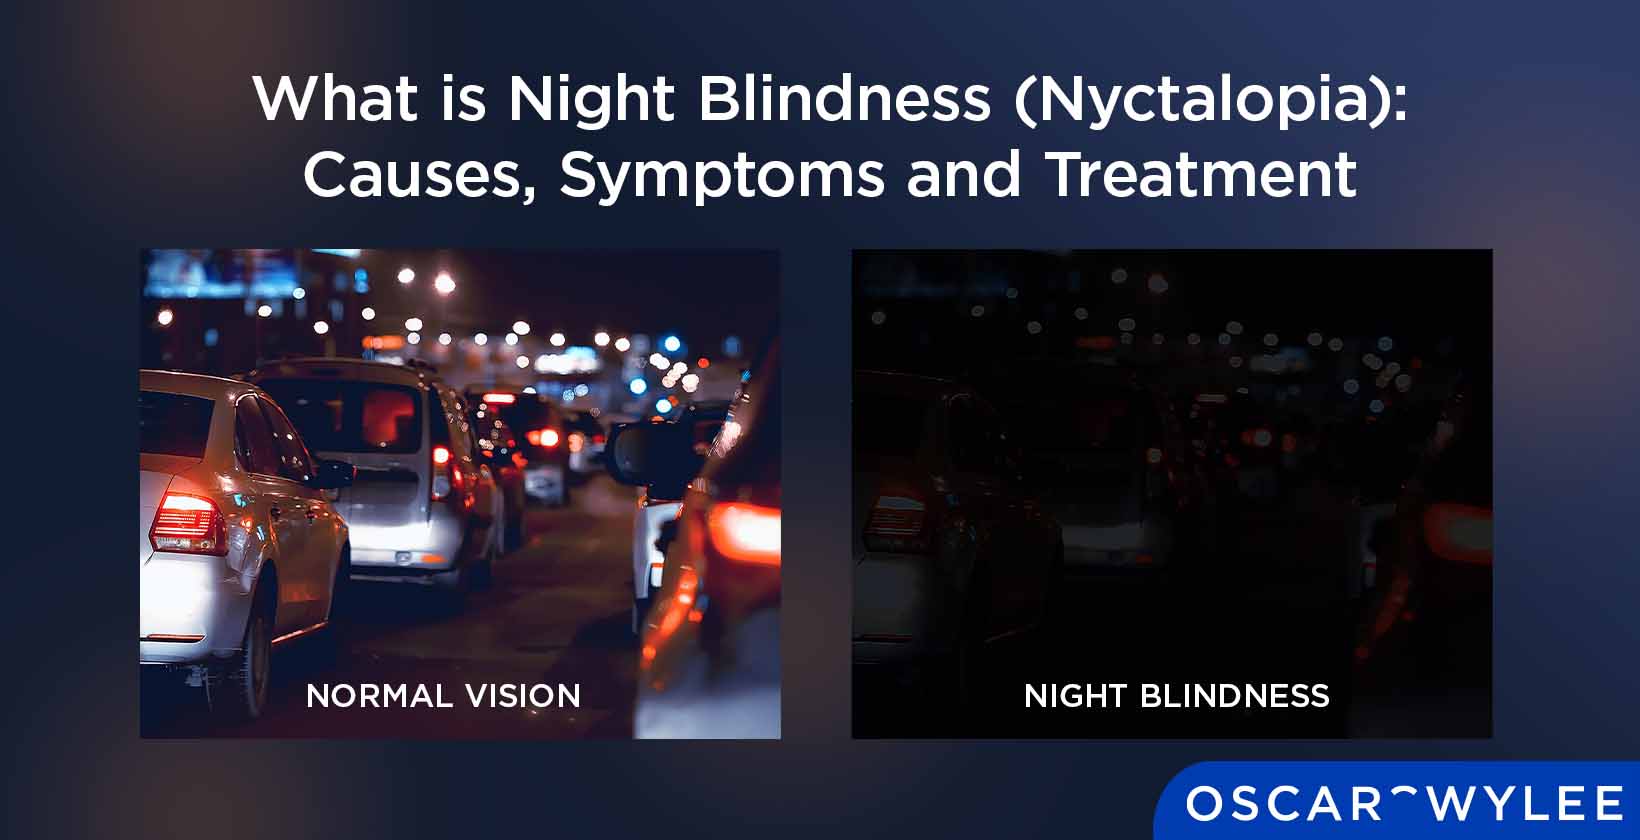 What is Night Blindness (Nyctalopia):
Causes, Symptoms and Treatment
NORMAL VISION
NIGHT BLINDNESS
OSCAR WYLEE